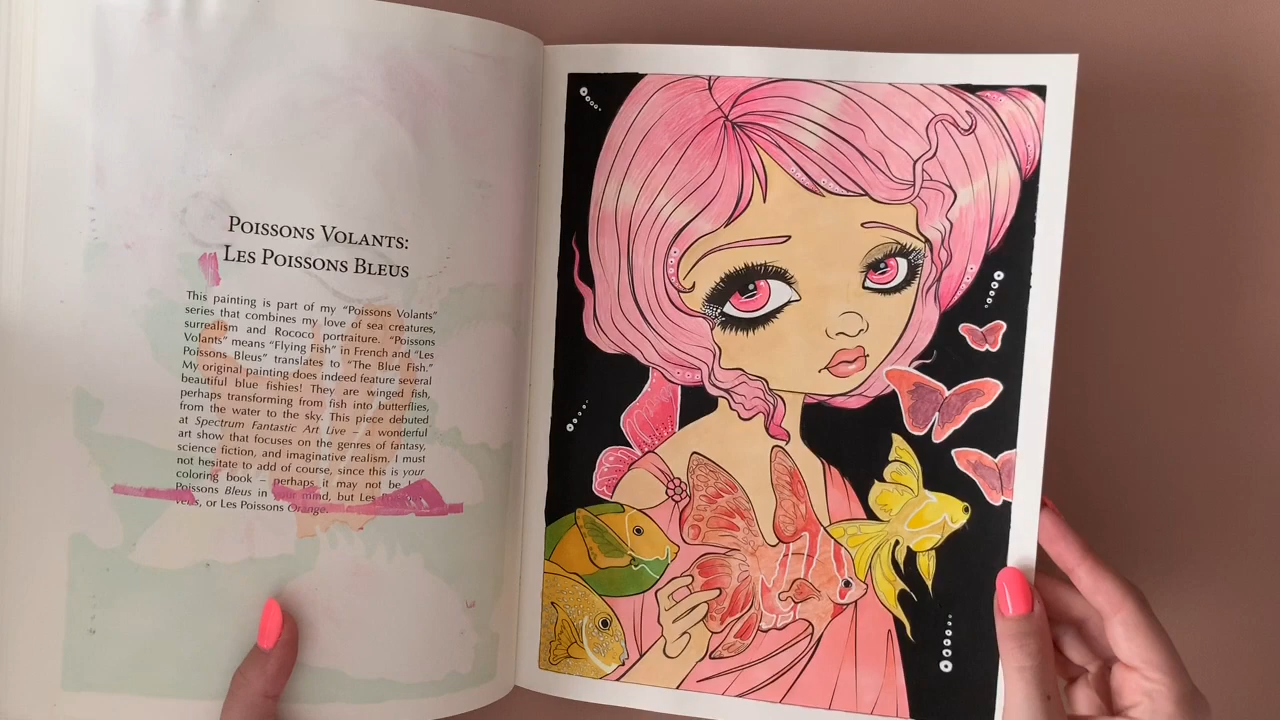 POISSONS VOLANTS:
LES POISSONS BLEUS
This painting is part of my “Poissons Volants”
series that combines my love of sea creatures,
surrealism and Rococo portraiture. “Poissons
Volants” means “Flying Fish” in French and “Les
Poissons Bleus” translates to “The Blue Fish.”
My original painting does indeed feature several
beautiful blue fishies! They are winged fish,
perhaps transforming from fish into butterflies,
from the water to the sky. This piece debuted
at Spectrum Fantastic Art Live – a wonderful
art show that focuses on the genres of fantasy,
science fiction, and imaginative realism. I must
not hesitate to add of course, since this is your
coloring book – perhaps it may not be
Poissons Bleus in your mind, but Les
or Les Poissons Orange.